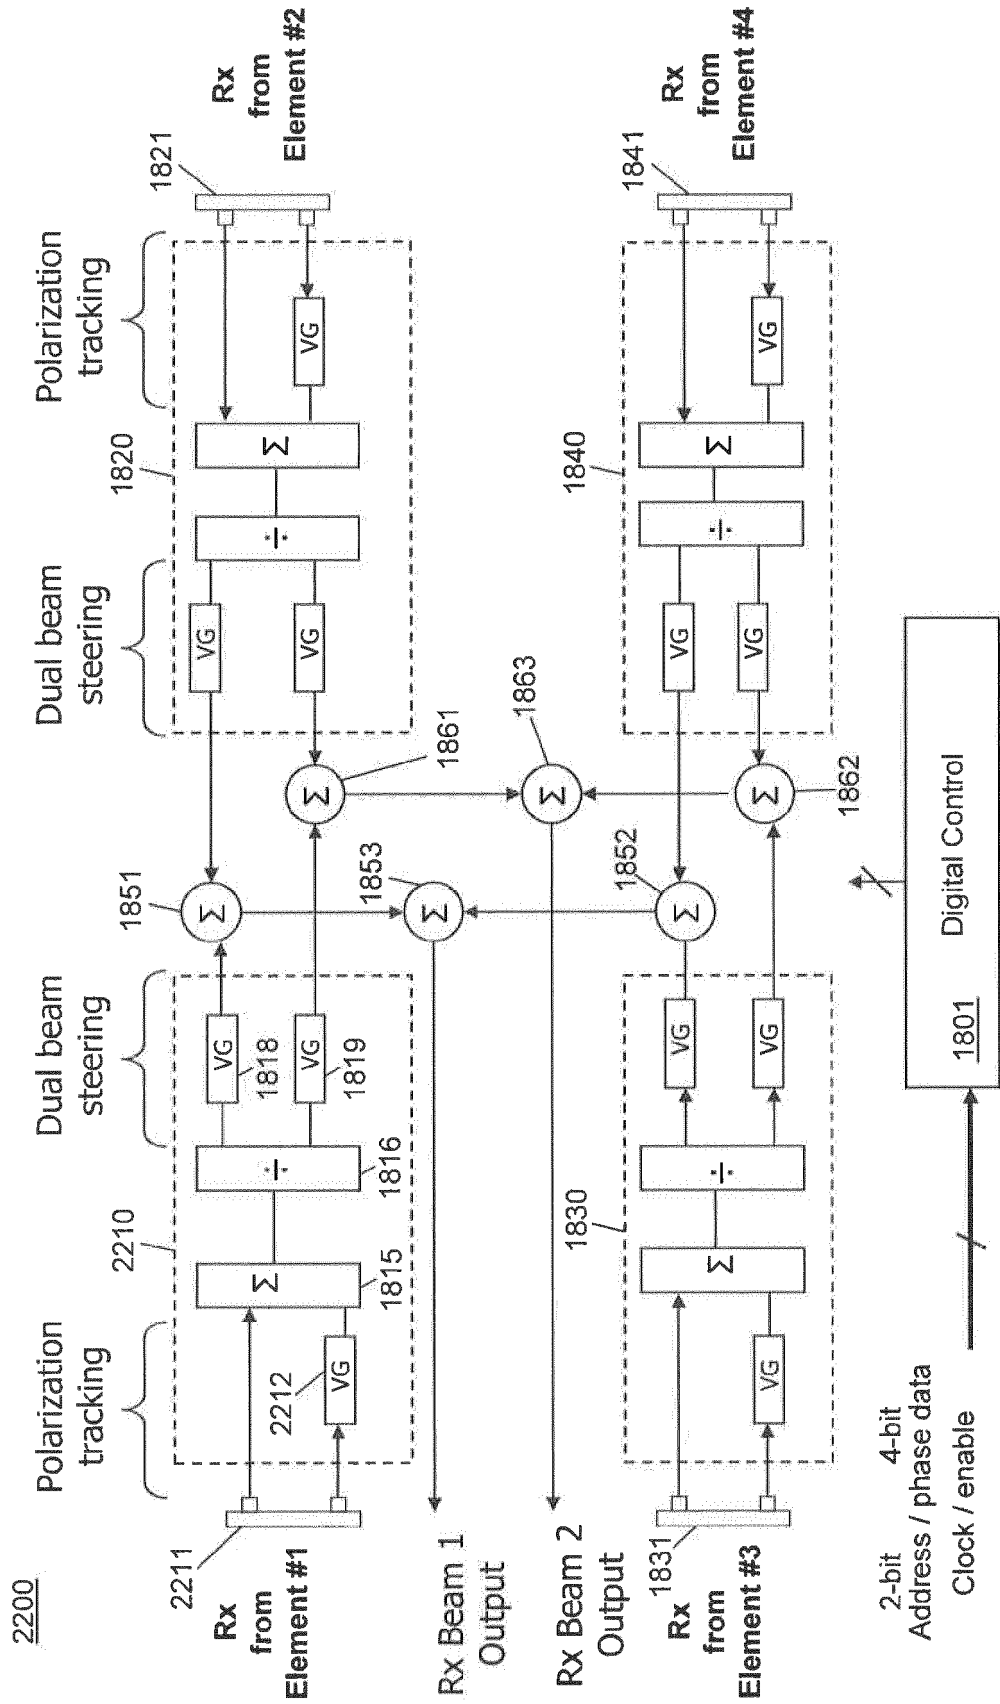 2200
Polarization
tracking
Dual beam
steering
Dual beam
steering
Polarization
tracking
2210
1820
2211
2212
VG
Σ
1815
÷
1816
VG
1818
VG
1819
1851
Σ
Σ
1861
VG
VG
÷
Σ
VG
1821
Rx
from
Element #1
Rx
from
Element #2
Rx Beam 1
Output
Σ
1853
Rx Beam 2
Output
Σ
1863
1831
1830
1852
1840
1841
Rx
from
Element #3
VG
Σ
÷
VG
VG
Σ
Σ
1862
VG
VG
÷
Σ
VG
Rx
from
Element #4
2-bit 4-bit
Address / phase data
Clock / enable
1801
Digital Control